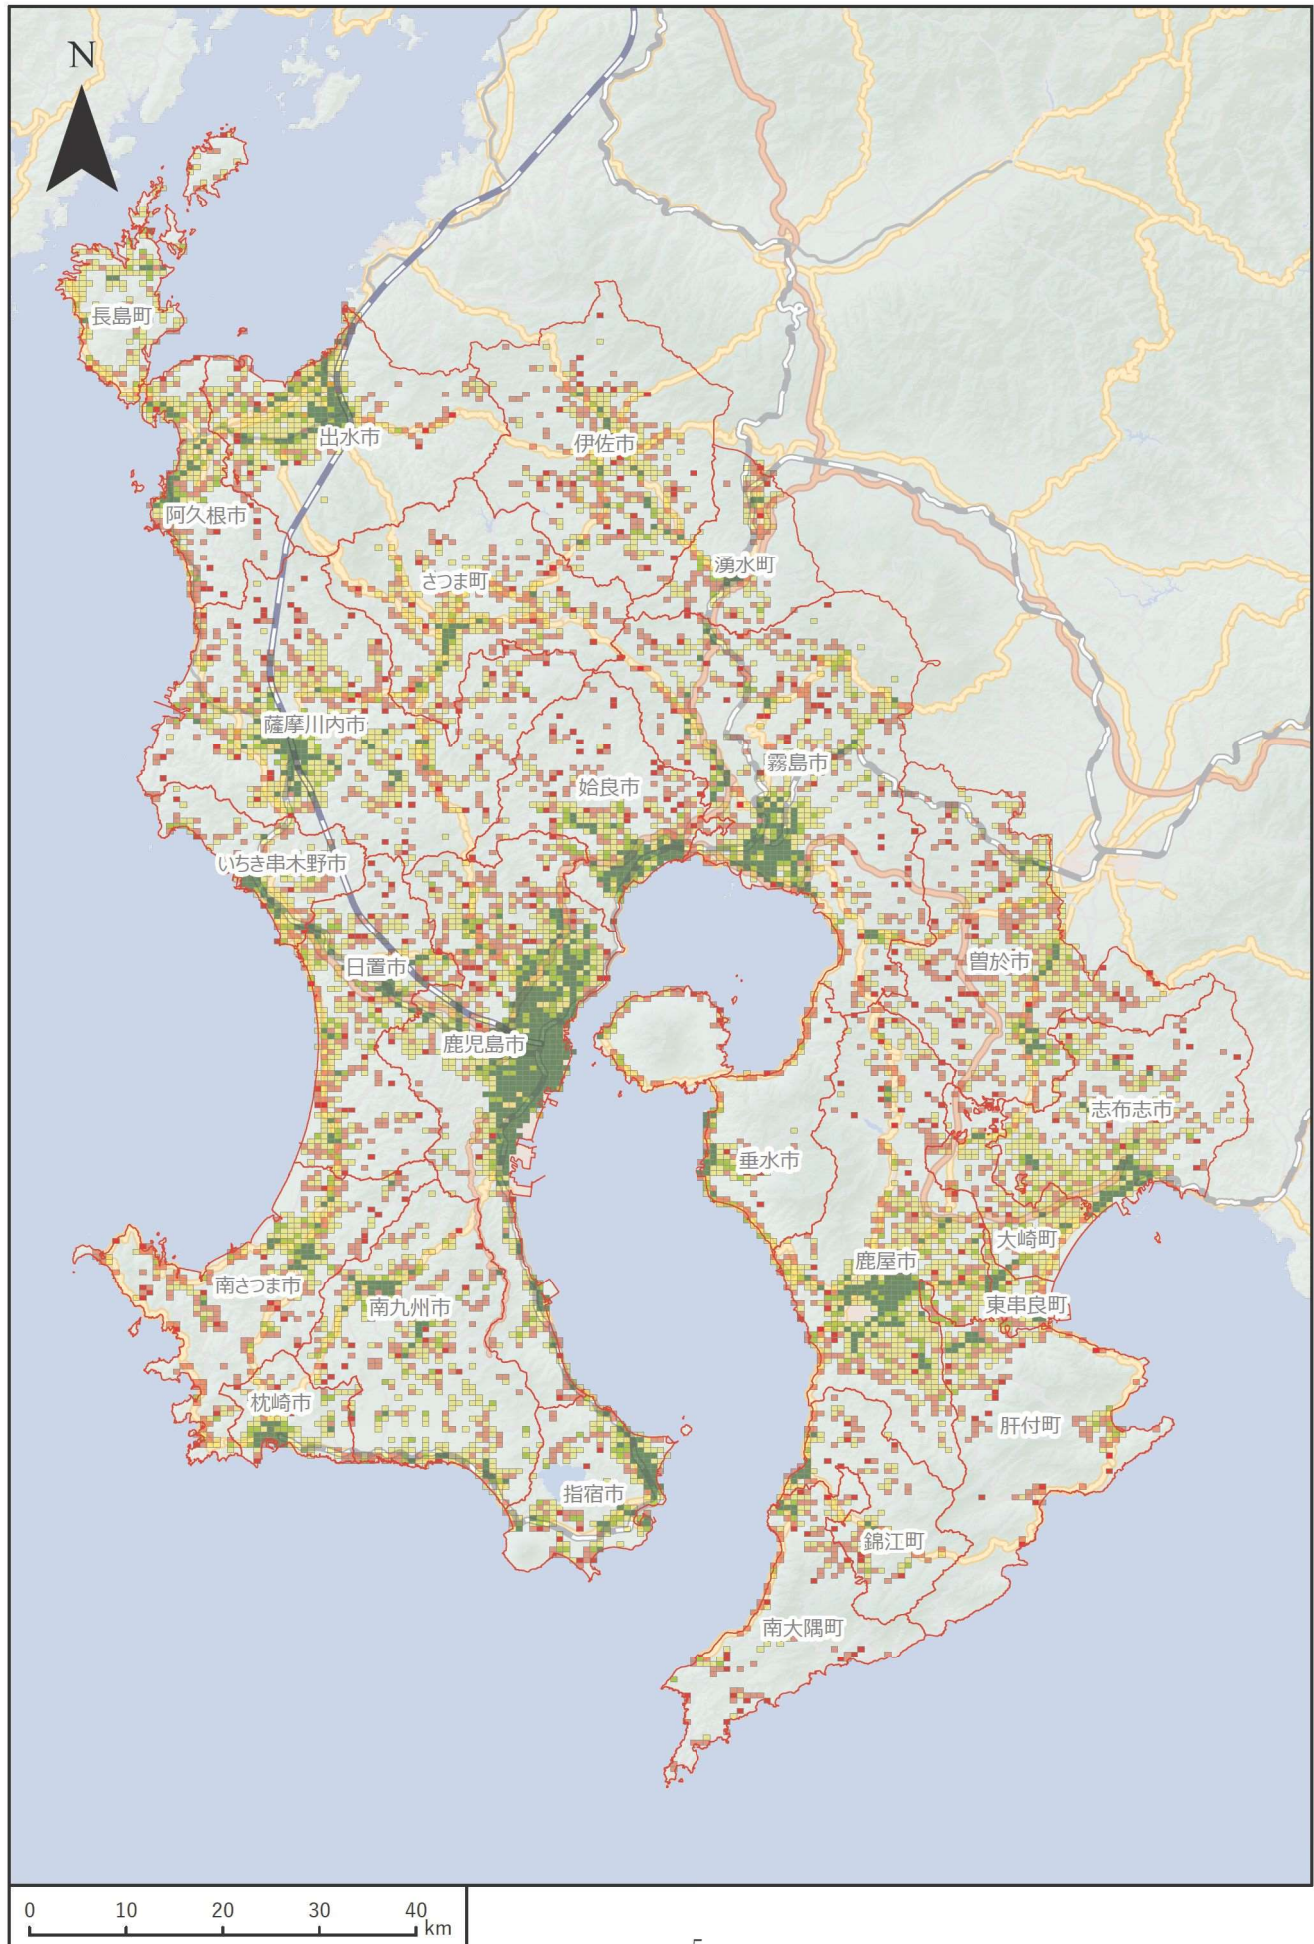 N
長島町
出水市
伊佐市
阿久根市
湧水町
さつま町
薩摩川内市
霧島市
姶良市
いちき串木野市
日置市
曽於市
鹿児島市
志布志市
垂水市
大崎町
鹿屋市
南さつま市
南九州市
東串良町
枕崎市
肝付町
指宿市
錦江町
南大隅町
0 10 20 30 40
km
5